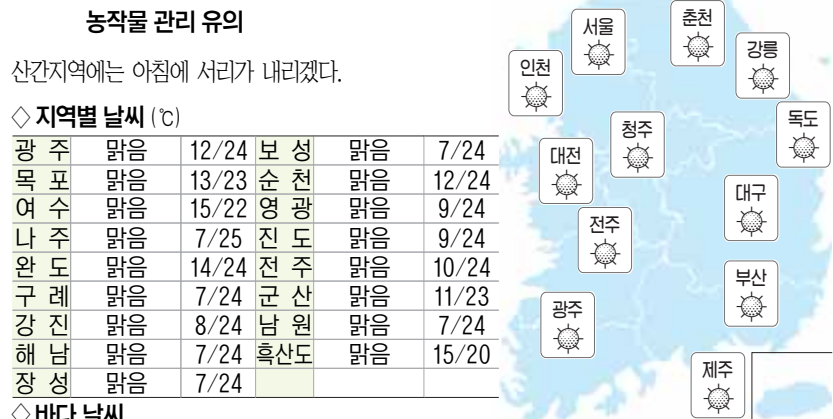 농작물 관리 유의
산간지역에는 아침에 서리가 내리겠다.
◇ 지역별 날씨 (℃)
광 주 맑음 12/24 보 성 맑음 7/24
목 포 맑음 13/23 순 천 맑음 12/24
여 수 맑음 15/22 영 광 맑음 9/24
나 주 맑음 7/25 진 도 맑음 9/24
완 도 맑음 14/24 전 주 맑음 10/24
구 례 맑음 7/24 군 산 맑음 11/23
강 진 맑음 8/24 남 원 맑음 7/24
해 남 맑음 7/24 흑산도 맑음 15/20
장 성 맑음 7/24
◇ 바다 날씨
서울
춘천
강릉
인천
독도
청주
대전
대구
전주
부산
광주
제주